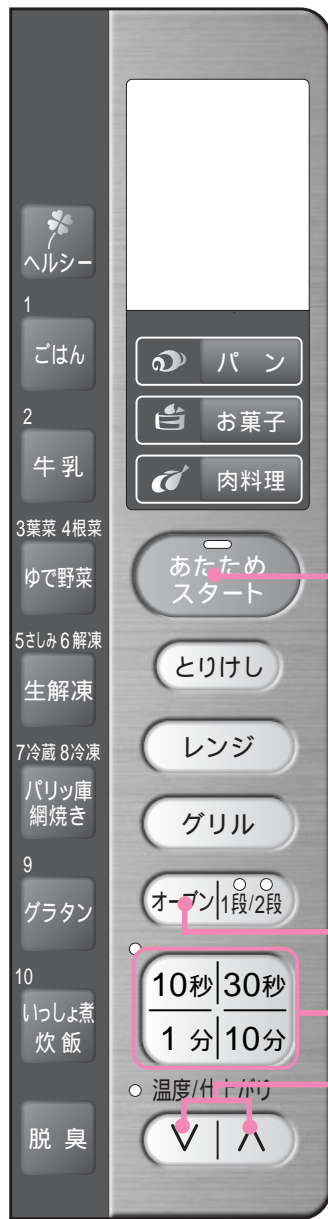 ヘルシー
1
ごはん
2
牛乳
3葉菜 4根菜
ゆで野菜
5さしみ 6解凍
生解凍
7冷蔵 8冷凍
パリッ庫
網焼き
9
グラタン
10
いっしょ煮
炊飯
脱臭
パン
お菓子
肉料理
あたため
スタート
とりけし
レンジ
グリル
オーブン 1段/2段
10秒 30秒
1分 10分
温度/仕上がり
∨ ∧